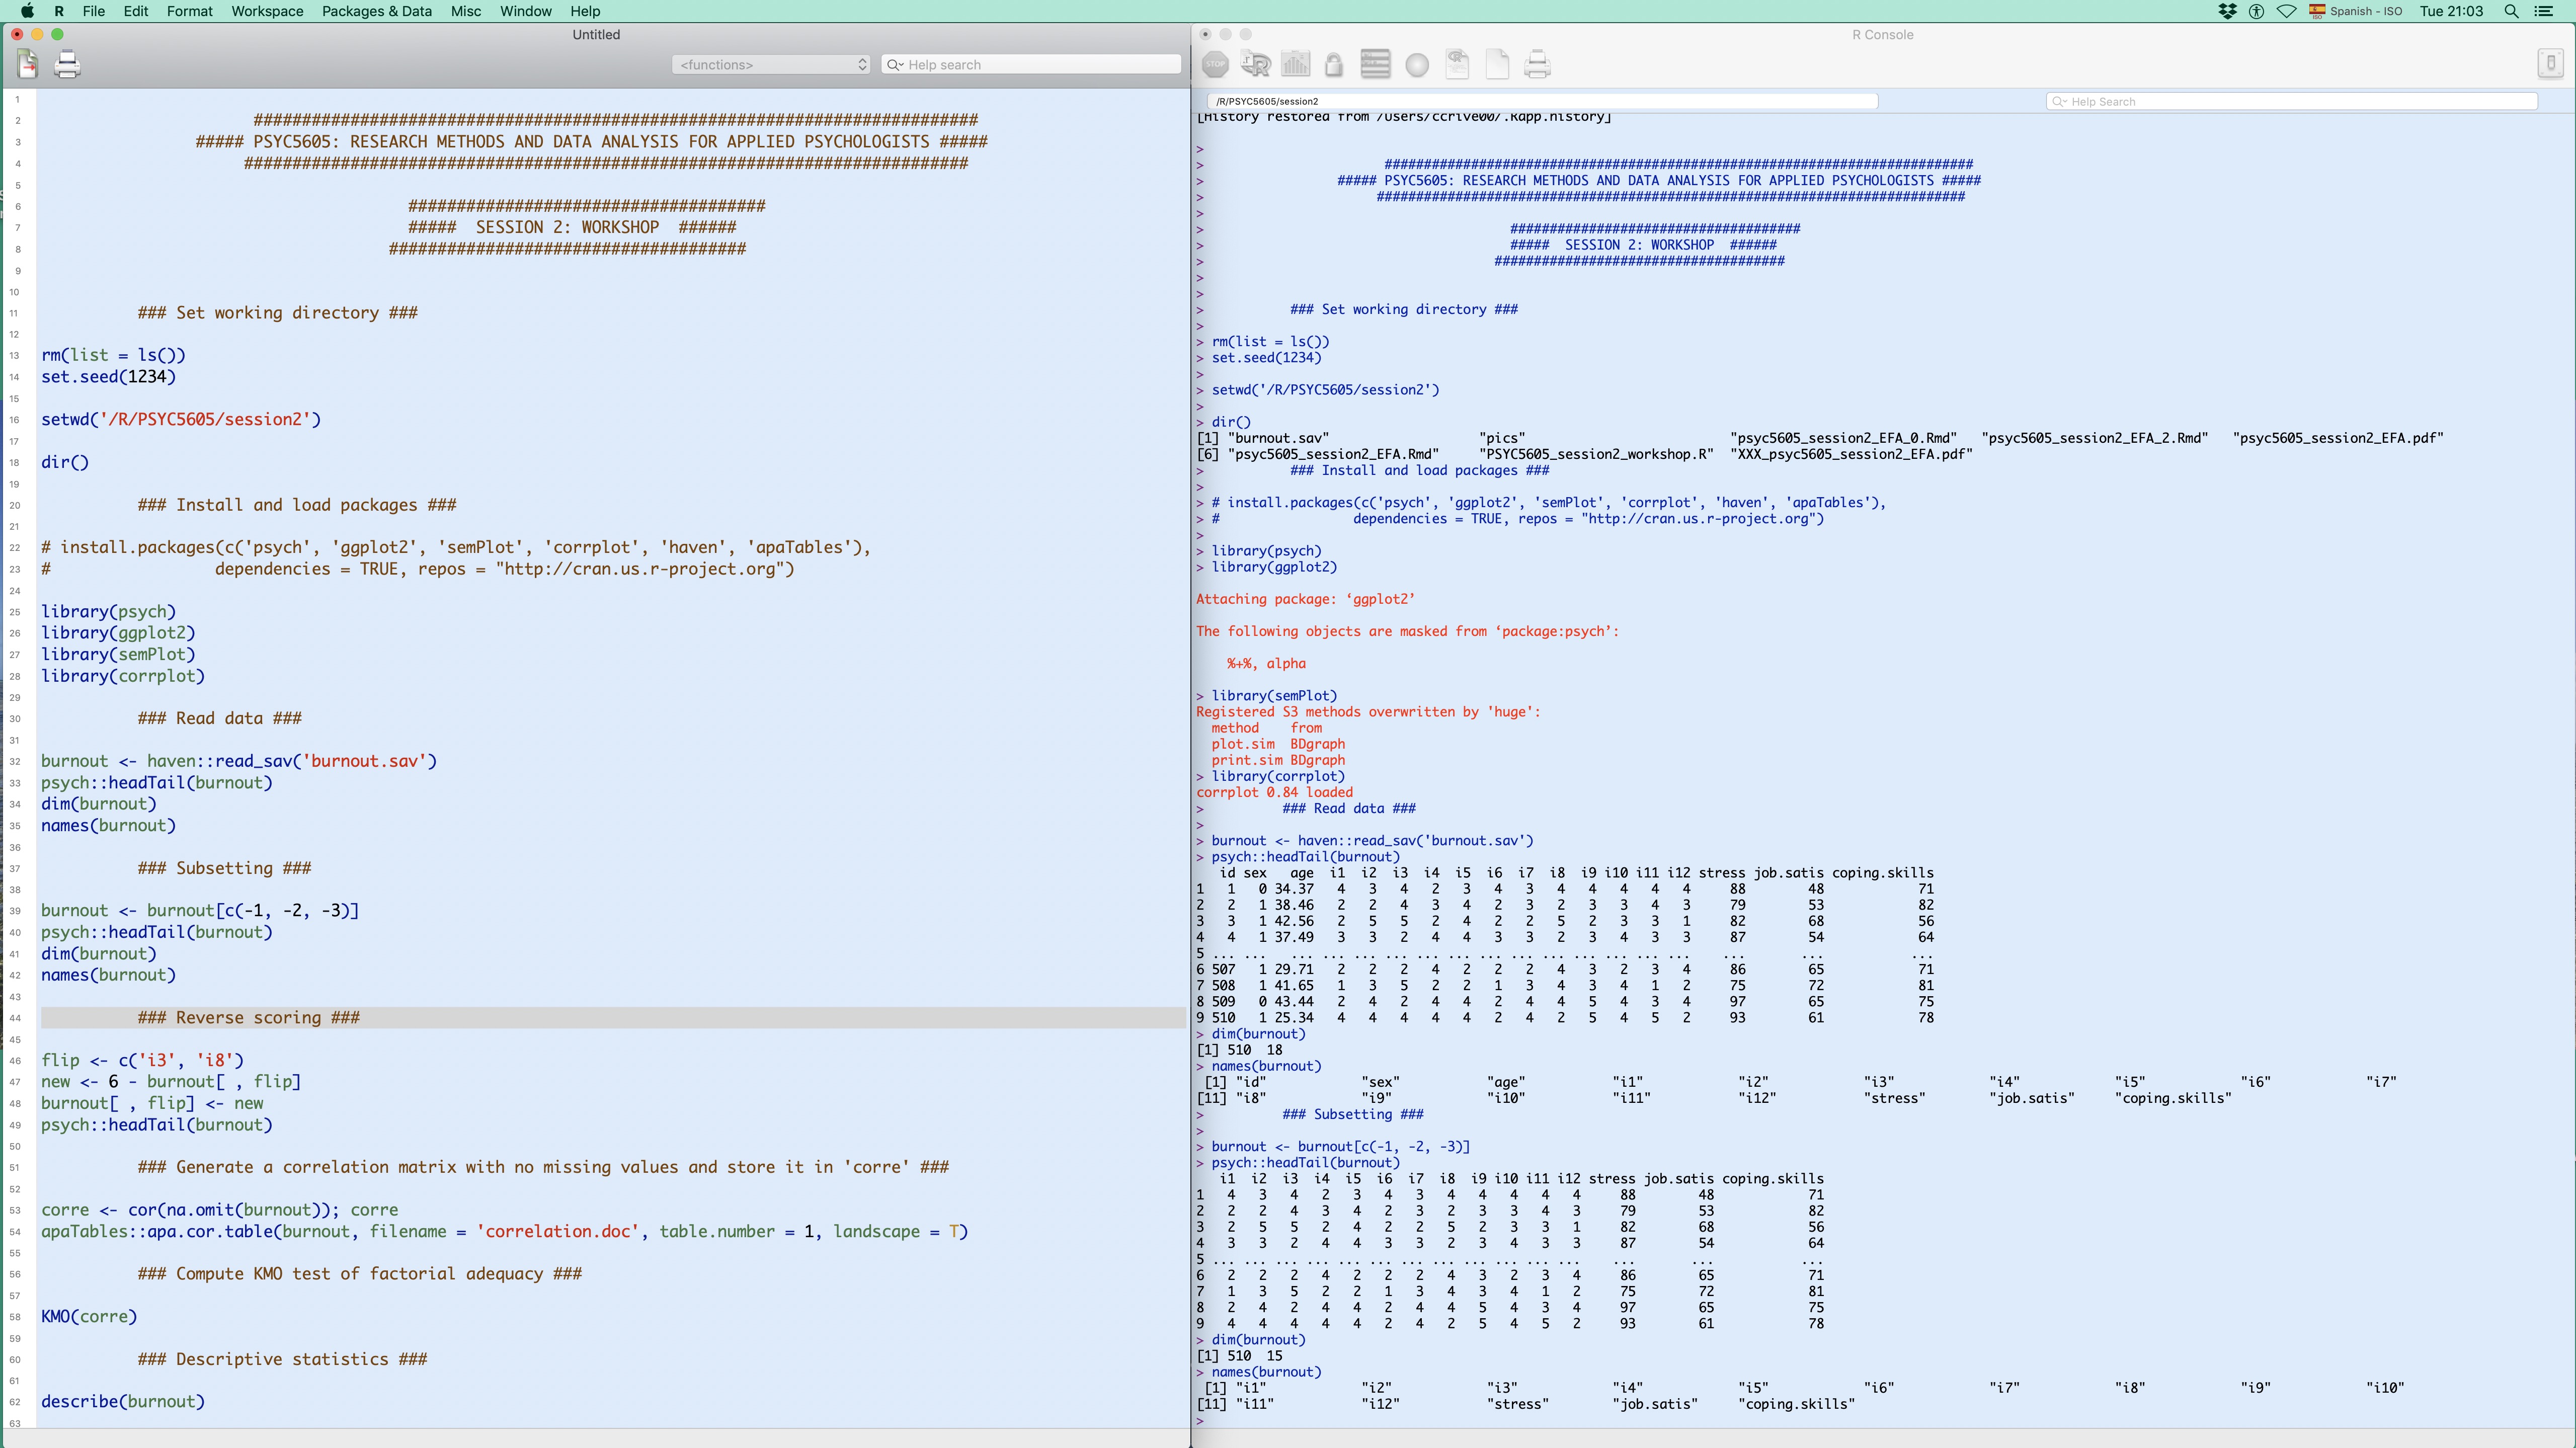 R File Edit Format Workspace Packages & Data Misc Window Help
Spanish - ISO Tue 21:03
Untitled
<functions> Help search
1
2 ###########################################################################
3 ##### PSYC5605: RESEARCH METHODS AND DATA ANALYSIS FOR APPLIED PSYCHOLOGISTS #####
4 ###########################################################################
5
6 #####################################
7 ##### SESSION 2: WORKSHOP ######
8 #####################################
9
10
11 ### Set working directory ###
12
13 rm(list = ls())
14 set.seed(1234)
15
16 setwd('/R/PSYC5605/session2')
17
18 dir()
19
20 ### Install and load packages ###
21
22 # install.packages(c('psych', 'ggplot2', 'semPlot', 'corrplot', 'haven', 'apaTables'),
23 # dependencies = TRUE, repos = "http://cran.us.r-project.org")
24
25 library(psych)
26 library(ggplot2)
27 library(semPlot)
28 library(corrplot)
29
30 ### Read data ###
31
32 burnout <- haven::read_sav('burnout.sav')
33 psych::headTail(burnout)
34 dim(burnout)
35 names(burnout)
36
37 ### Subsetting ###
38
39 burnout <- burnout[c(-1, -2, -3)]
40 psych::headTail(burnout)
41 dim(burnout)
42 names(burnout)
43
44 ### Reverse scoring ###
45
46 flip <- c('i3', 'i8')
47 new <- 6 - burnout[ , flip]
48 burnout[ , flip] <- new
49 psych::headTail(burnout)
50
51 ### Generate a correlation matrix with no missing values and store it in 'corre' ###
52
53 corre <- cor(na.omit(burnout)); corre
54 apaTables::apa.cor.table(burnout, filename = 'correlation.doc', table.number = 1, landscape = T)
55
56 ### Compute KMO test of factorial adequacy ###
57
58 KMO(corre)
59
60 ### Descriptive statistics ###
61
62 describe(burnout)
63
R Console
STOP
/R/PSYC5605/session2 Help Search
[History restored from /Users/ccrive00/.Rapp.history]
>
> ###########################################################################
> ##### PSYC5605: RESEARCH METHODS AND DATA ANALYSIS FOR APPLIED PSYCHOLOGISTS #####
> ###########################################################################
>
> #####################################
> ##### SESSION 2: WORKSHOP ######
> #####################################
>
>
> ### Set working directory ###
>
> rm(list = ls())
> set.seed(1234)
>
> setwd('/R/PSYC5605/session2')
>
> dir()
[1] "burnout.sav" "pics" "psyc5605_session2_EFA_0.Rmd" "psyc5605_session2_EFA_2.Rmd" "psyc5605_session2_EFA.pdf"
[6] "psyc5605_session2_EFA.Rmd" "PSYC5605_session2_workshop.R" "XXX_psyc5605_session2_EFA.pdf"
> ### Install and load packages ###
>
> # install.packages(c('psych', 'ggplot2', 'semPlot', 'corrplot', 'haven', 'apaTables'),
> # dependencies = TRUE, repos = "http://cran.us.r-project.org")
>
> library(psych)
> library(ggplot2)
Attaching package: ‘ggplot2’
The following objects are masked from ‘package:psych’:
%+%, alpha
> library(semPlot)
Registered S3 methods overwritten by 'huge':
method from
plot.sim BDgraph
print.sim BDgraph
> library(corrplot)
corrplot 0.84 loaded
> ### Read data ###
>
> burnout <- haven::read_sav('burnout.sav')
> psych::headTail(burnout)
id sex age i1 i2 i3 i4 i5 i6 i7 i8 i9 i10 i11 i12 stress job.satis coping.skills
1 1 0 34.37 4 3 4 2 3 4 3 4 4 4 4 4 88 48 71
2 2 1 38.46 2 2 4 3 4 2 3 2 3 3 4 3 79 53 82
3 3 1 42.56 2 5 5 2 4 2 2 5 2 3 3 1 82 68 56
4 4 1 37.49 3 3 2 4 4 3 3 2 3 4 3 3 87 54 64
5 ... ... ... ... ... ... ... ... ... ... ... ... ... ... ... ... ... ...
6 507 1 29.71 2 2 2 4 2 2 2 4 3 2 3 4 86 65 71
7 508 1 41.65 1 3 5 2 2 1 3 4 3 4 1 2 75 72 81
8 509 0 43.44 2 4 2 4 4 2 4 4 5 4 3 4 97 65 75
9 510 1 25.34 4 4 4 4 4 2 4 2 5 4 5 2 93 61 78
> dim(burnout)
[1] 510 18
> names(burnout)
[1] "id" "sex" "age" "i1" "i2" "i3" "i4" "i5" "i6" "i7"
[11] "i8" "i9" "i10" "i11" "i12" "stress" "job.satis" "coping.skills"
> ### Subsetting ###
>
> burnout <- burnout[c(-1, -2, -3)]
> psych::headTail(burnout)
i1 i2 i3 i4 i5 i6 i7 i8 i9 i10 i11 i12 stress job.satis coping.skills
1 4 3 4 2 3 4 3 4 4 4 4 4 88 48 71
2 2 2 4 3 4 2 3 2 3 3 4 3 79 53 82
3 2 5 5 2 4 2 2 5 2 3 3 1 82 68 56
4 3 3 2 4 4 3 3 2 3 4 3 3 87 54 64
5 ... ... ... ... ... ... ... ... ... ... ... ... ... ... ...
6 2 2 2 4 2 2 2 4 3 2 3 4 86 65 71
7 1 3 5 2 2 1 3 4 3 4 1 2 75 72 81
8 2 4 2 4 4 2 4 4 5 4 3 4 97 65 75
9 4 4 4 4 4 2 4 2 5 4 5 2 93 61 78
> dim(burnout)
[1] 510 15
> names(burnout)
[1] "i1" "i2" "i3" "i4" "i5" "i6" "i7" "i8" "i9" "i10"
[11] "i11" "i12" "stress" "job.satis" "coping.skills"
>